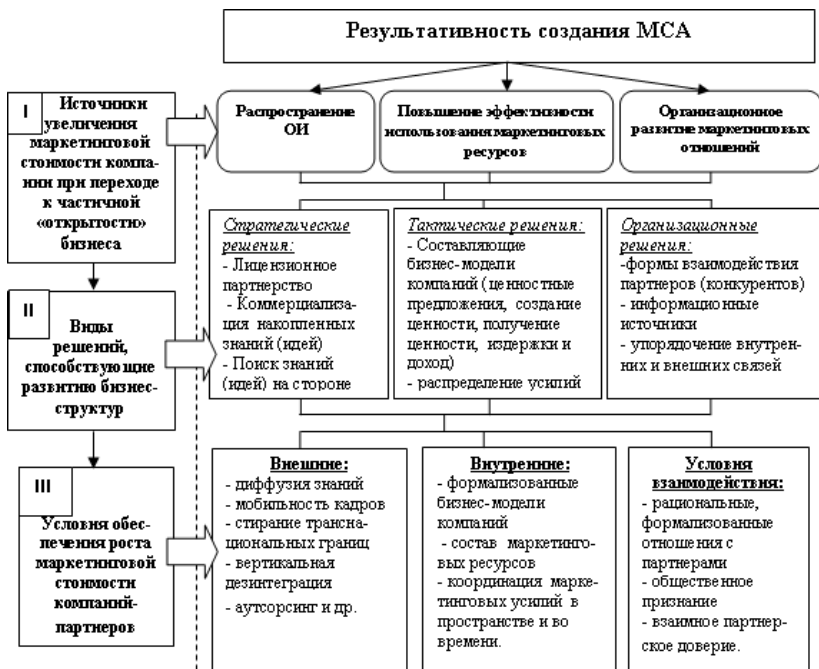 Результативность создания МСА
I
Источники
увеличения
маркетинговой
стоимости компа-
нии при переходе
к частичной
«открытости»
бизнеса
Распространение
ОИ
Повышение эффективности
использования маркетинговых
ресурсов
Организационное
развитие маркетинговых
отношений
II
Виды
решений,
способствующие
развитию бизнес-
структур
Стратегические
решения:
- Лицензионное
партнерство
- Коммерциализа-
ция накопленных
знаний (идей)
- Поиск знаний
(идей) на стороне
Тактические решения:
- Составляющие
бизнес-модели
компаний (ценностные
предложения, создание
ценности, получение
ценности, издержки и
доход)
- распределение усилий
Организационные
решения:
-формы взаимодействия
партнеров (конкурентов)
- информационные
источники
- упорядочение внутрен-
них и внешних связей
III
Условия обес-
печения роста
маркетинговой
стоимости
компаний-
партнеров
Внешние:
- диффузия знаний
- мобильность кадров
- стирание трансна-
циональных границ
- вертикальная
дезинтеграция
- аутсорсинг и др.
Внутренние:
- формализованные
бизнес-модели
компаний
- состав маркетинго-
вых ресурсов
- координация марке-
тинговых усилий в
пространстве и во
времени.
Условия
взаимодействия:
- рациональные,
формализованные
отношения с
партнерами
- общественное
признание
- взаимное партнер-
ское доверие.